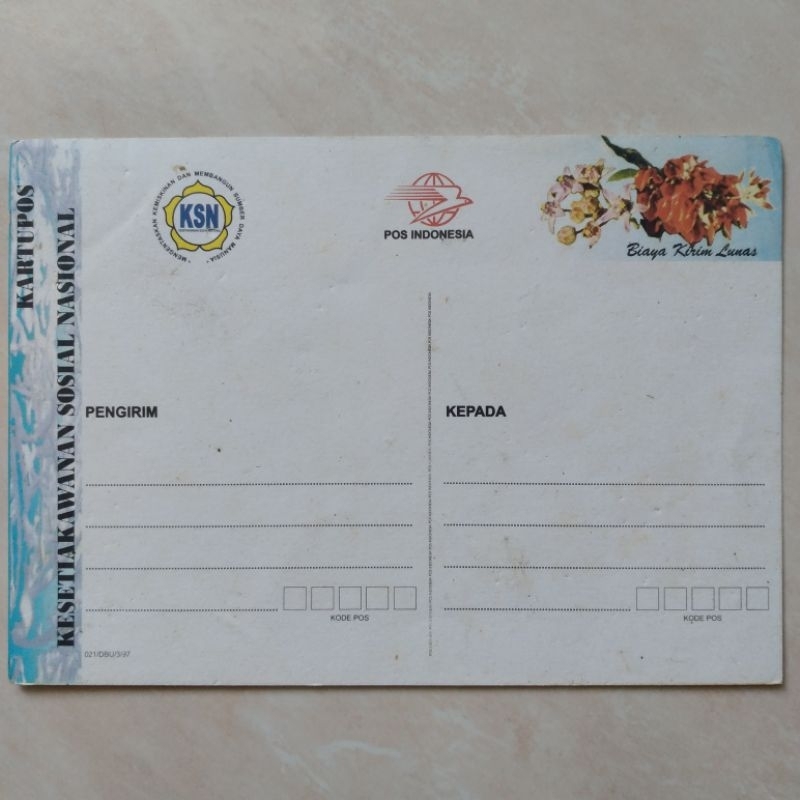 KARTUPOS
KESETIAKAWANAN SOSIAL NASIONAL
"MENGENTASKAN KEMISKINAN DAN MEMBANGUN SUMBER DAYA MANUSIA"
KSN
POS INDONESIA
Biaya Kirim Lunas
PENGIRIM
KEPADA
KODE POS
KODE POS
021/DBU/3/97